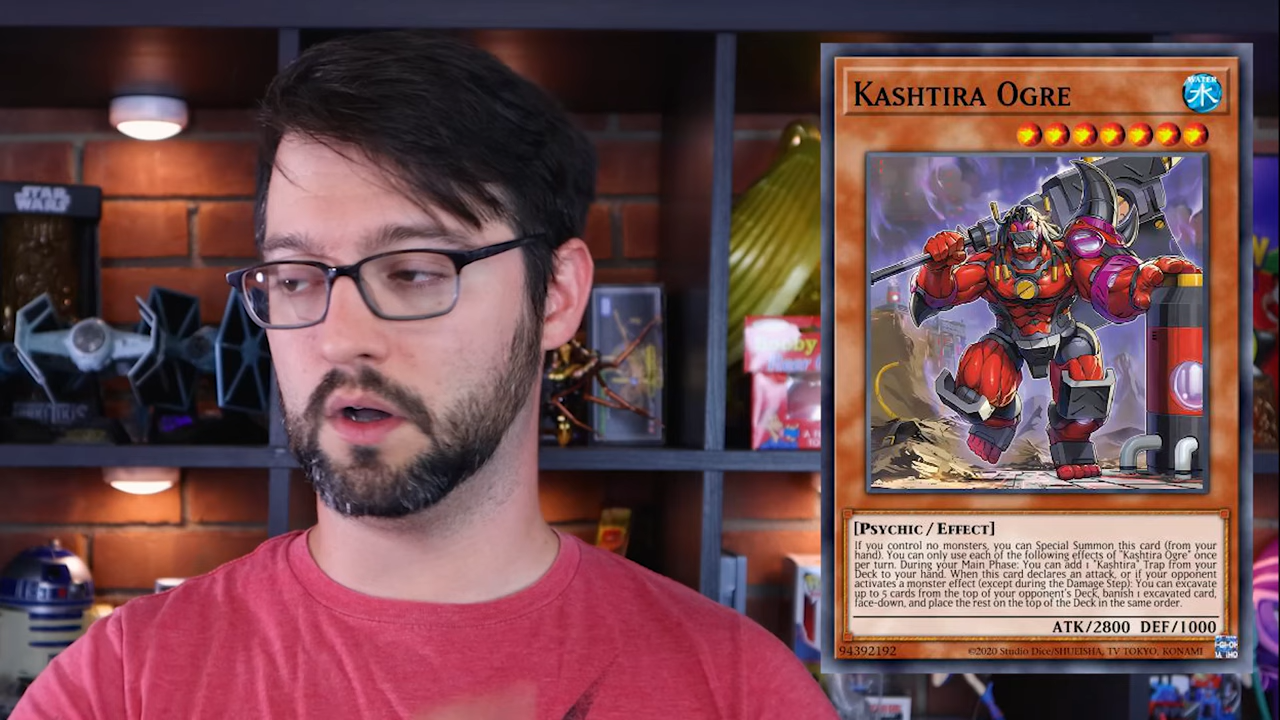 STAR
WARS
KASHTIRA OGRE
WATER
水
[PSYCHIC / EFFECT]
If you control no monsters, you can Special Summon this card (from your
hand). You can only use each of the following effects of "Kashtira Ogre" once
per turn. During your Main Phase: You can add 1 "Kashtira" Trap from your
Deck to your hand. When this card declares an attack, or if your opponent
activates a monster effect (except during the Damage Step): You can excavate
up to 5 cards from the top of your opponent's Deck, banish 1 excavated card,
face-down, and place the rest on the top of the Deck in the same order.
ATK/2800 DEF/1000
94392192
©2020 Studio Dice/SHUEISHA, TV TOKYO, KONAMI